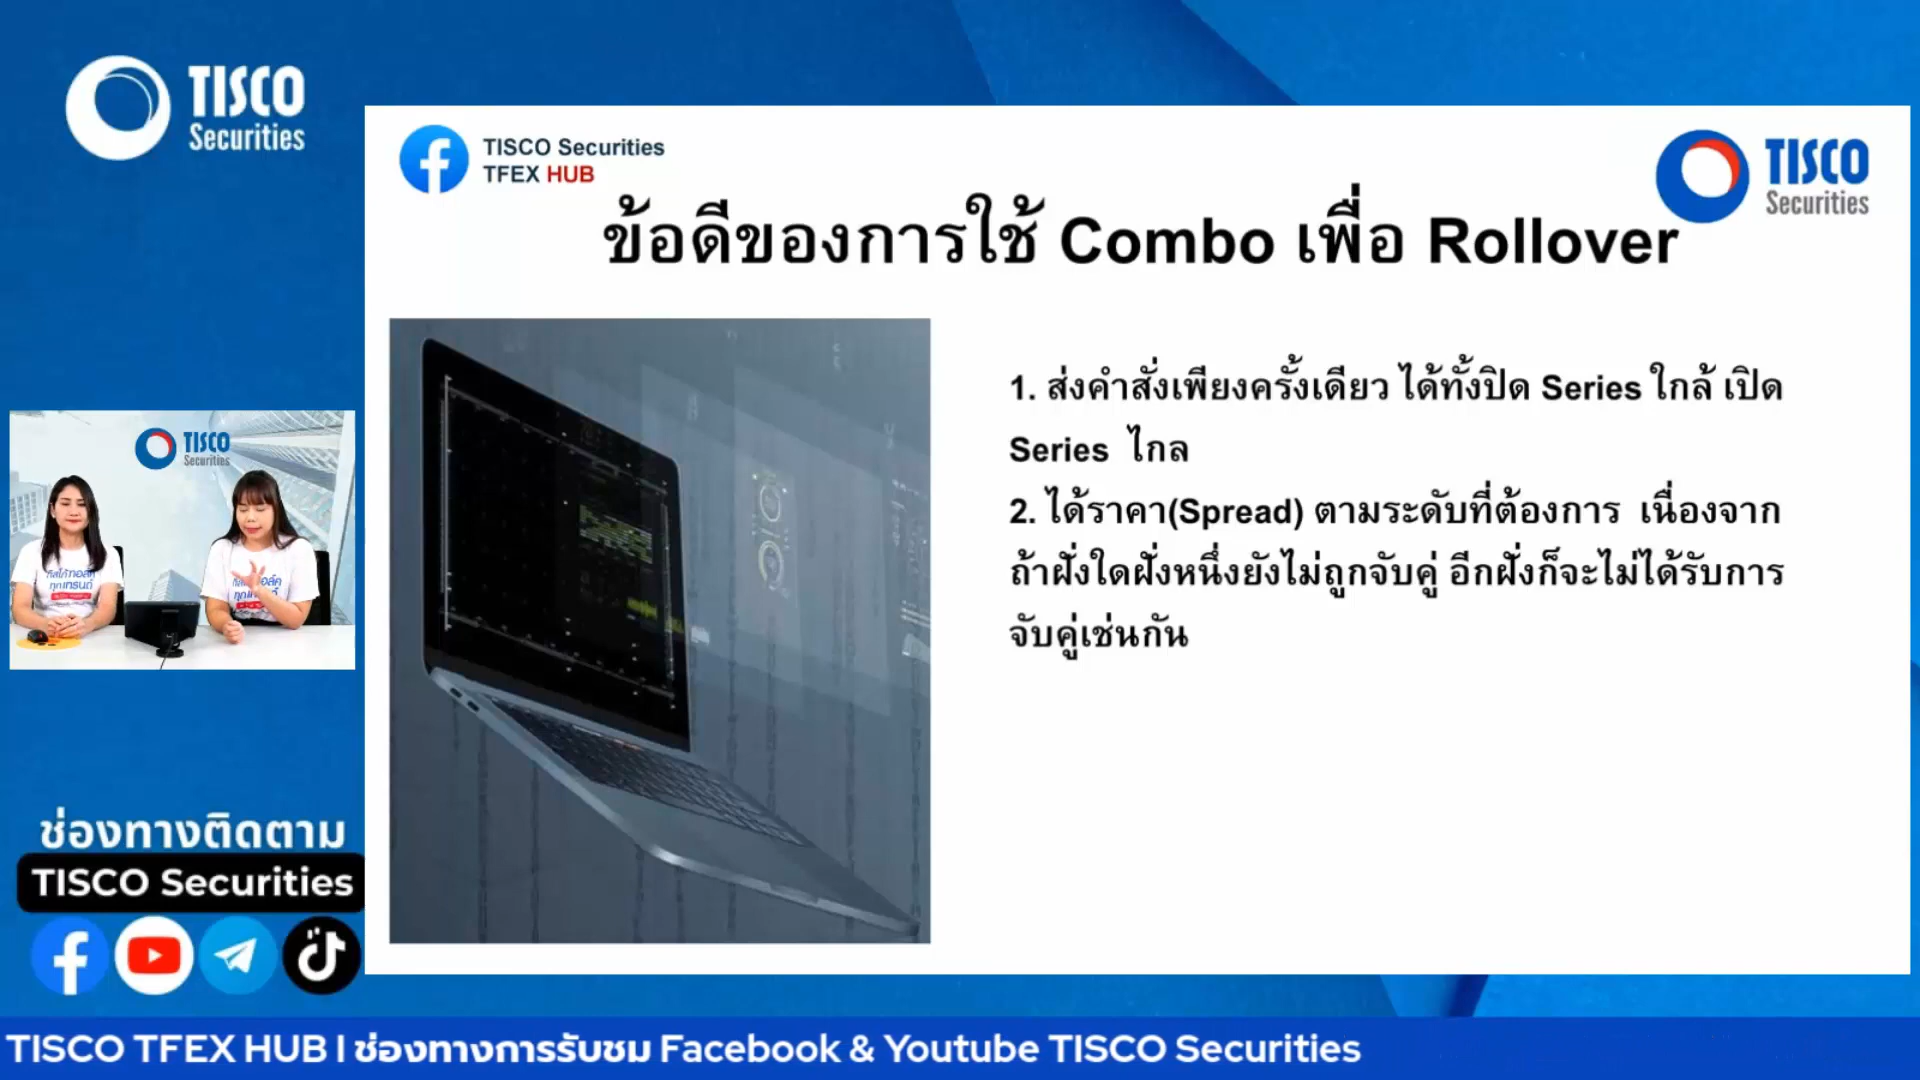 TISCO
Securities
TISCO Securities
TFEX HUB
TISCO
Securities
ข้อดีของการใช้ Combo เพื่อ Rollover
1. ส่งคำสั่งเพียงครั้งเดียว ได้ทั้งปิด Series ใกล้ เปิด
Series ไกล
2. ได้ราคา(Spread) ตามระดับที่ต้องการ เนื่องจาก
ถ้าฝั่งใดฝั่งหนึ่งยังไม่ถูกจับคู่ อีกฝั่งก็จะไม่ได้รับการ
จับคู่เช่นกัน
TISCO
Securities
ช่องทางติดตาม
TISCO Securities
TISCO TFEX HUB I ช่องทางการรับชม Facebook & Youtube TISCO Securities